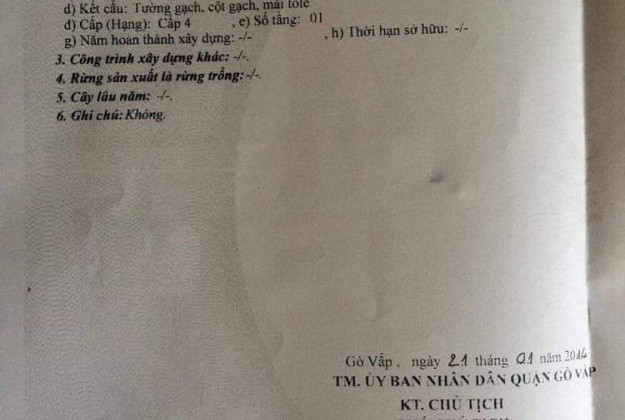 d) Kết cấu: Tường gạch, cột gạch, mái tole
d) Cấp (Hạng): Cấp 4 , e) Số tầng: 01
g) Năm hoàn thành xây dựng: -/- , h) Thời hạn sở hữu: -/-
3. Công trình xây dựng khác: -/-.
4. Rừng sản xuất là rừng trồng: -/-.
5. Cây lâu năm: -/-.
6. Ghi chú: Không.
Gò Vấp , ngày 21 tháng 01 năm 2014
TM. ỦY BAN NHÂN DÂN QUẬN GÒ VẤP
KT. CHỦ TỊCH